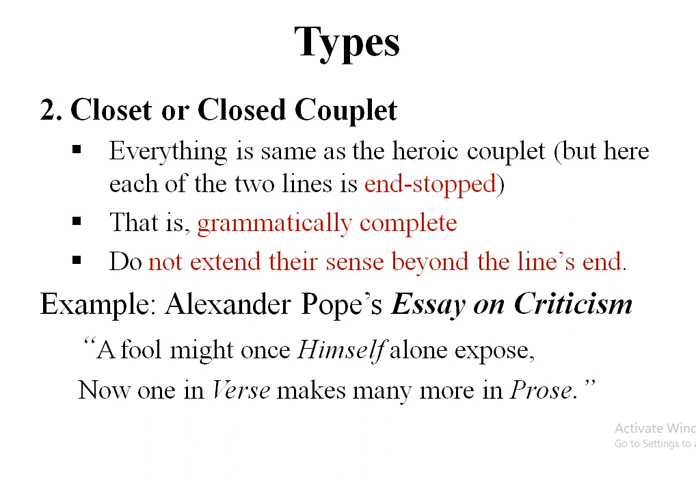 Types
2. Closet or Closed Couplet
▪ Everything is same as the heroic couplet (but here
each of the two lines is end-stopped)
▪ That is, grammatically complete
▪ Do not extend their sense beyond the line's end.
Example: Alexander Pope's Essay on Criticism
“A fool might once Himself alone expose,
Now one in Verse makes many more in Prose.”
Activate Winc
Go to Settings to